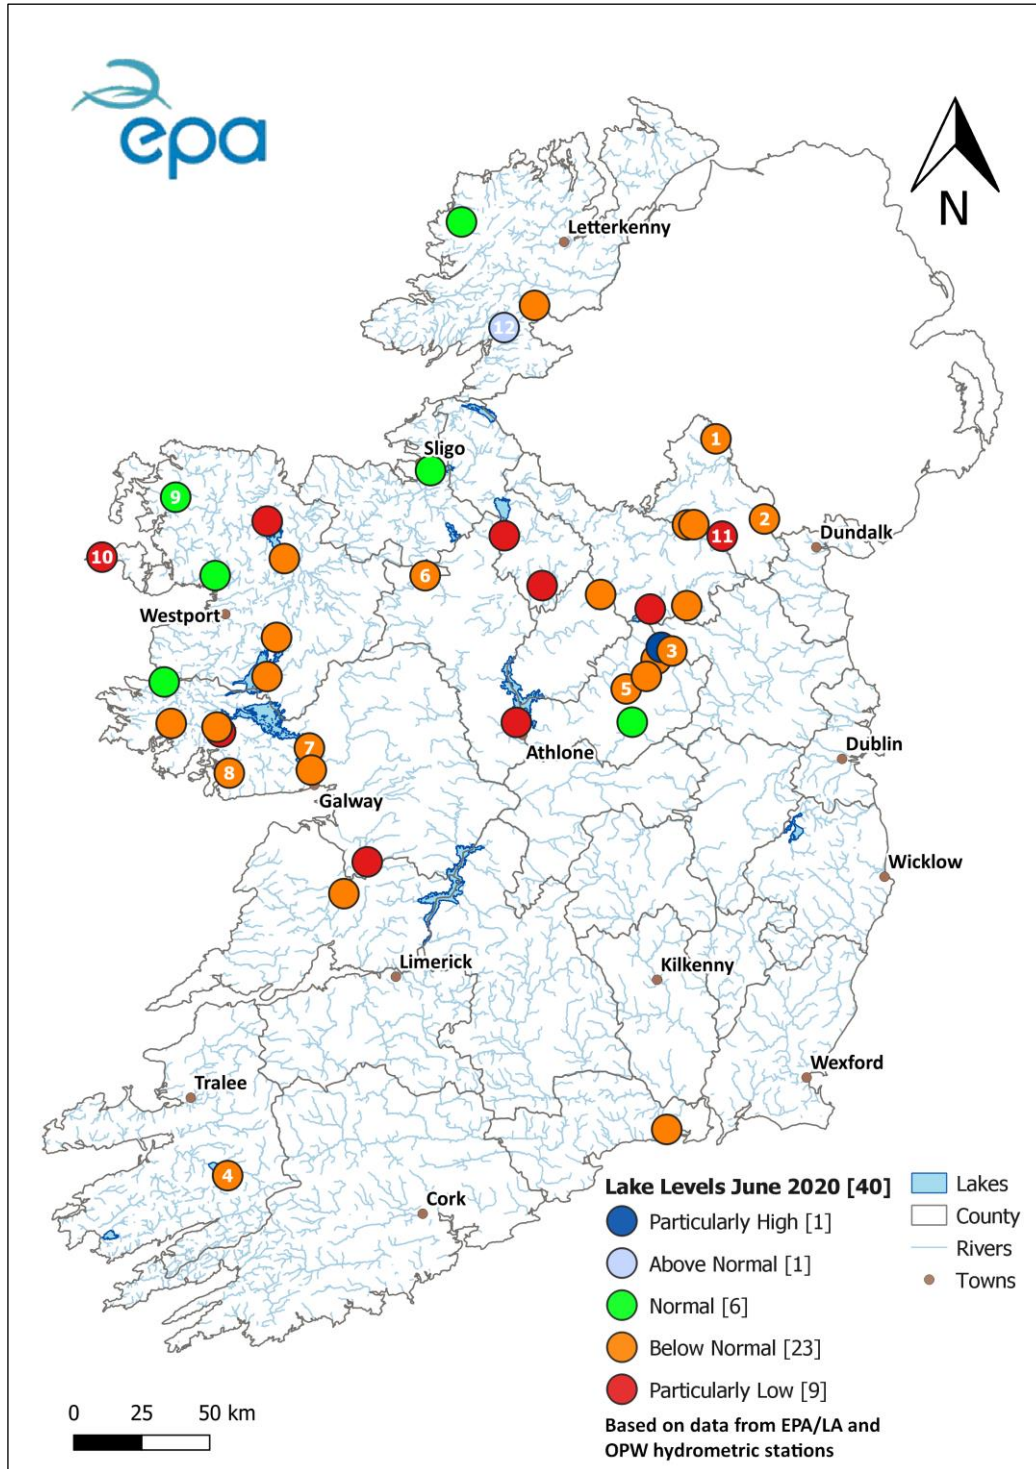 epa
N
Letterkenny
12
1
Sligo
9
2
11
Dundalk
10
6
Westport
3
5
7
Athlone
Dublin
8
Galway
Wicklow
Limerick
Kilkenny
Wexford
Tralee
4
Cork
Lake Levels June 2020 [40]
Particularly High [1]
Above Normal [1]
Normal [6]
Below Normal [23]
Particularly Low [9]
Based on data from EPA/LA and
OPW hydrometric stations
Lakes
County
Rivers
Towns
0 25 50 km